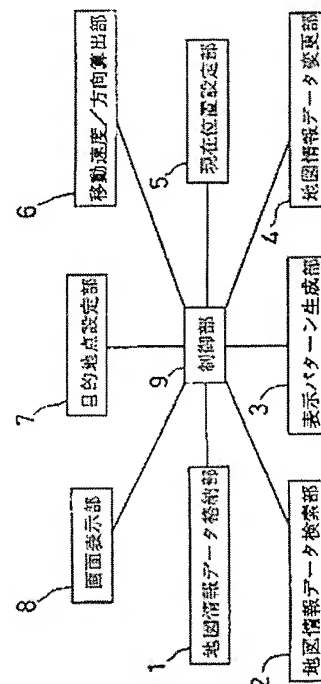 8
画面表示部
7
目的地点設定部
6
移動速度／方向算出部
1
地図情報データ格納部
9
制御部
5
現在位置設定部
2
地図情報データ検索部
3
表示パターン生成部
4
地図情報データ変更部